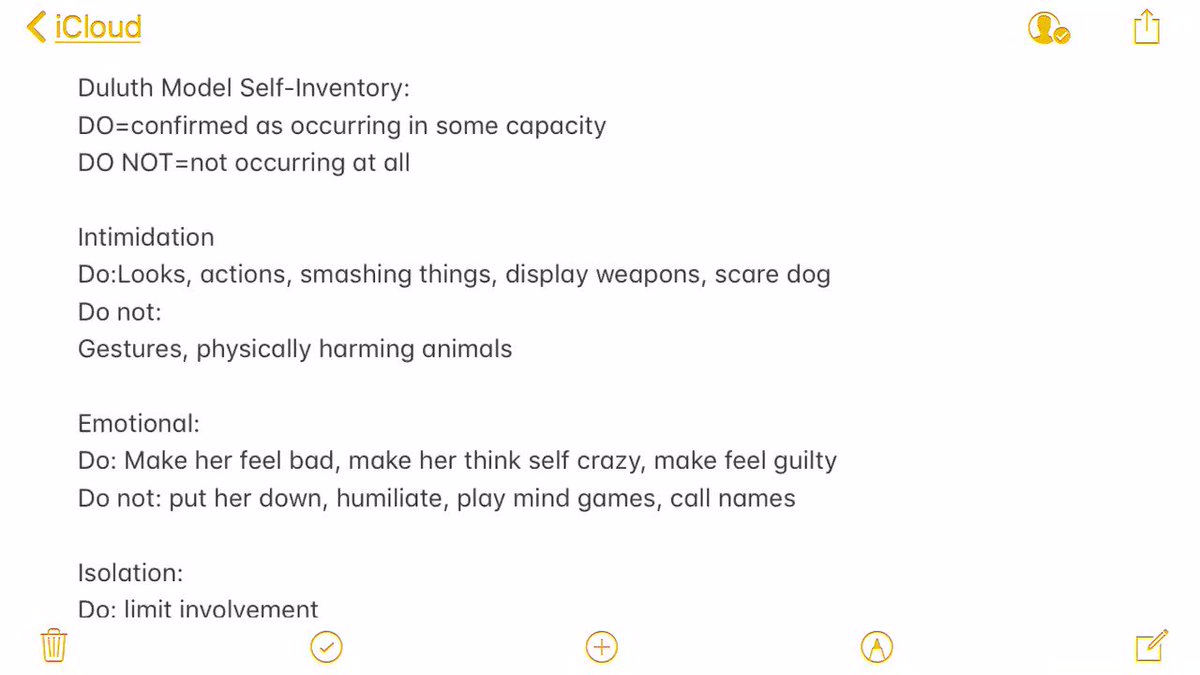 iCloud
Duluth Model Self-Inventory:
DO=confirmed as occurring in some capacity
DO NOT=not occurring at all
Intimidation
Do:Looks, actions, smashing things, display weapons, scare dog
Do not:
Gestures, physically harming animals
Emotional:
Do: Make her feel bad, make her think self crazy, make feel guilty
Do not: put her down, humiliate, play mind games, call names
Isolation:
Do: limit involvement